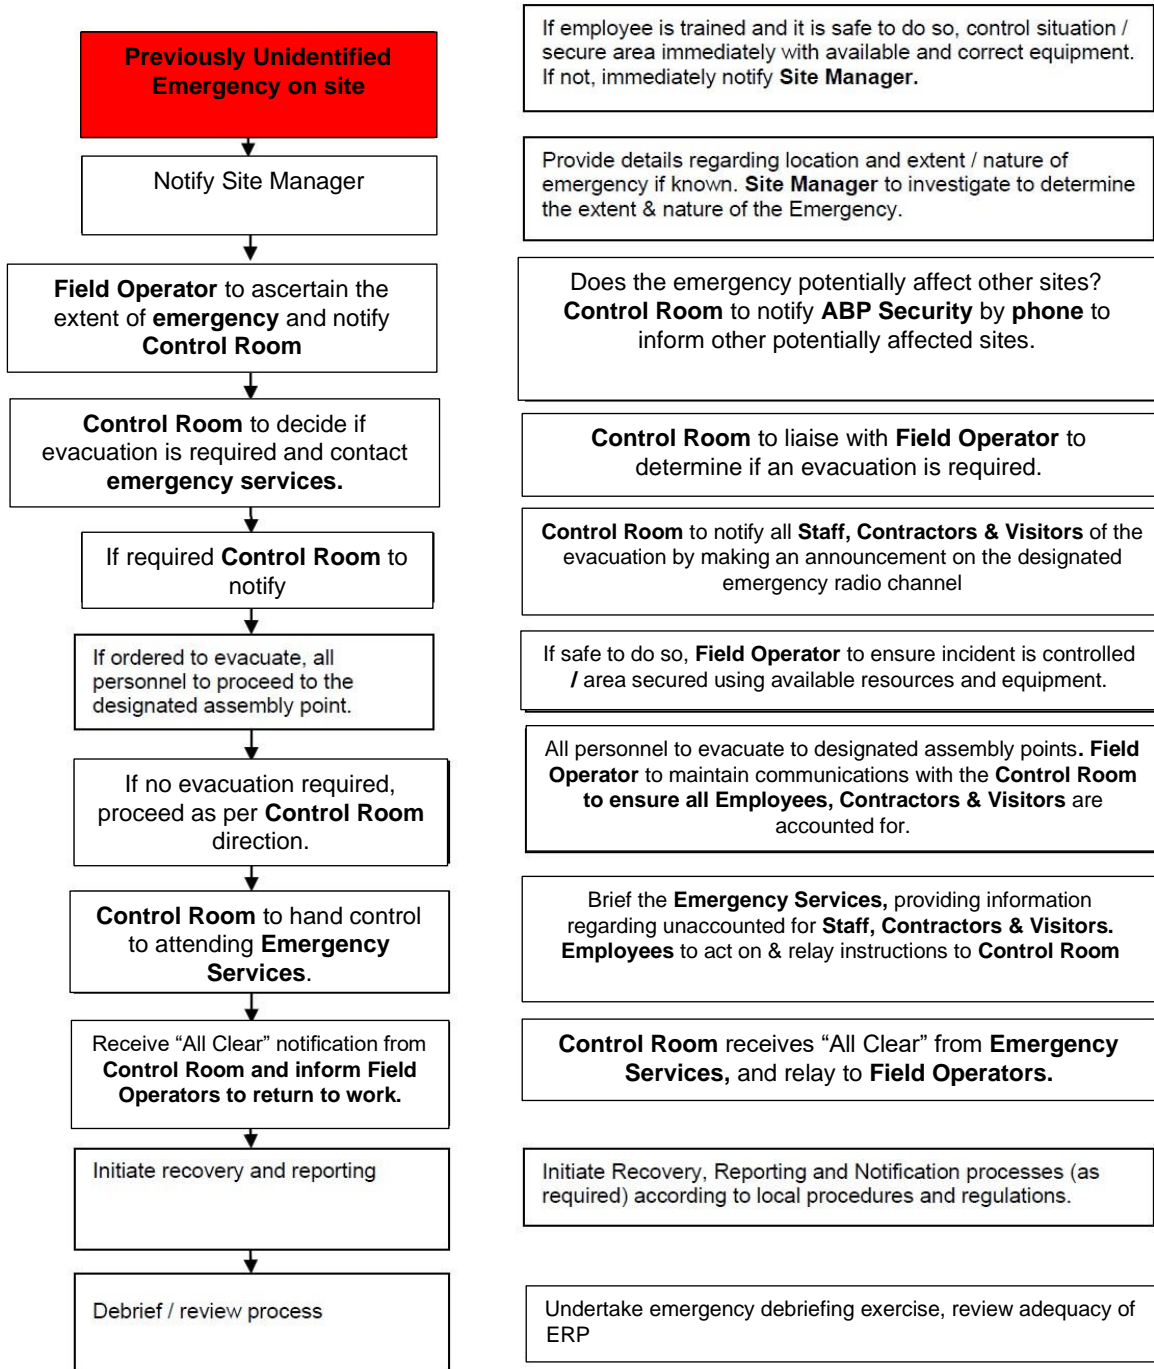 Previously Unidentified
Emergency on site
If employee is trained and it is safe to do so, control situation /
secure area immediately with available and correct equipment.
If not, immediately notify Site Manager.
Notify Site Manager
Provide details regarding location and extent / nature of
emergency if known. Site Manager to investigate to determine
the extent & nature of the Emergency.
Field Operator to ascertain the
extent of emergency and notify
Control Room
Does the emergency potentially affect other sites?
Control Room to notify ABP Security by phone to
inform other potentially affected sites.
Control Room to decide if
evacuation is required and contact
emergency services.
Control Room to liaise with Field Operator to
determine if an evacuation is required.
If required Control Room to
notify
Control Room to notify all Staff, Contractors & Visitors of the
evacuation by making an announcement on the designated
emergency radio channel
If ordered to evacuate, all
personnel to proceed to the
designated assembly point.
If safe to do so, Field Operator to ensure incident is controlled
/ area secured using available resources and equipment.
If no evacuation required,
proceed as per Control Room
direction.
All personnel to evacuate to designated assembly points. Field
Operator to maintain communications with the Control Room
to ensure all Employees, Contractors & Visitors are
accounted for.
Control Room to hand control
to attending Emergency
Services.
Brief the Emergency Services, providing information
regarding unaccounted for Staff, Contractors & Visitors.
Employees to act on & relay instructions to Control Room
Receive “All Clear” notification from
Control Room and inform Field
Operators to return to work.
Control Room receives “All Clear” from Emergency
Services, and relay to Field Operators.
Initiate recovery and reporting
Initiate Recovery, Reporting and Notification processes (as
required) according to local procedures and regulations.
Debrief / review process
Undertake emergency debriefing exercise, review adequacy of
ERP